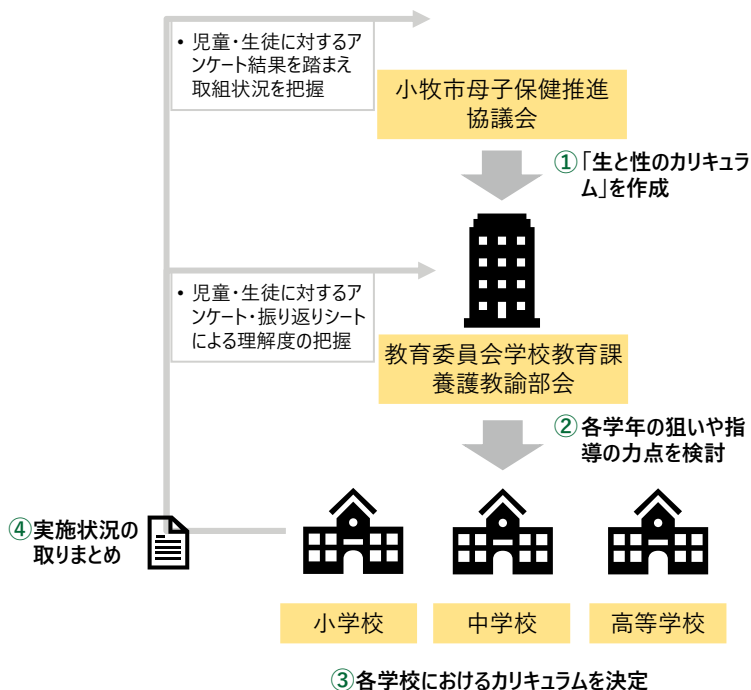 • 児童・生徒に対するア
ンケート結果を踏まえ
取組状況を把握
小牧市母子保健推進
協議会
①「生と性のカリキュラ
ム」を作成
• 児童・生徒に対するア
ンケート・振り返りシート
による理解度の把握
教育委員会学校教育課
養護教諭部会
②各学年の狙いや指
導の力点を検討
④実施状況の
取りまとめ
小学校
中学校
高等学校
③各学校におけるカリキュラムを決定